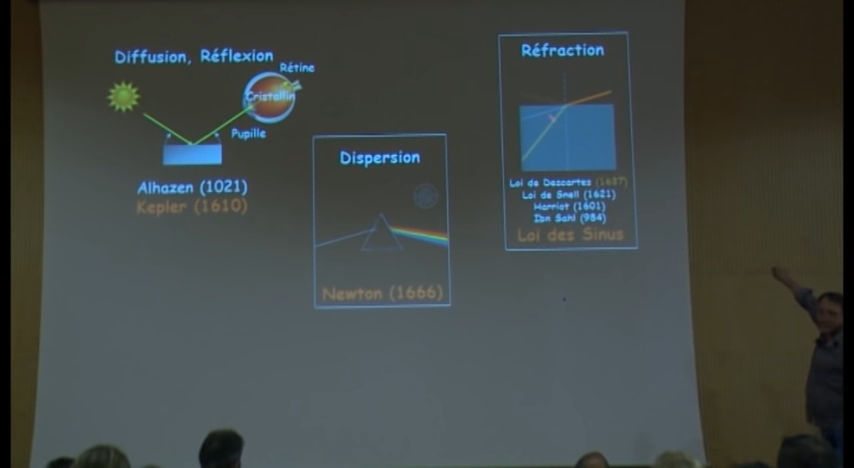 Diffusion, Réflexion
Rétine
Cristallin
Pupille
Alhazen (1021)
Kepler (1610)
Dispersion
Newton (1666)
Réfraction
Loi de Descartes (1637)
Loi de Snell (1621)
Harriot (1601)
Ibn Sahl (984)
Loi des Sinus